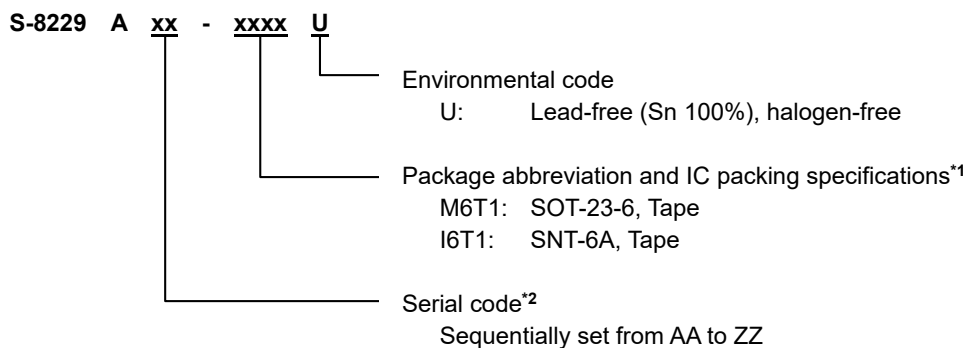 S-8229 A xx - xxxx U
Environmental code
U: Lead-free (Sn 100%), halogen-free
Package abbreviation and IC packing specifications*1
M6T1: SOT-23-6, Tape
I6T1: SNT-6A, Tape
Serial code*2
Sequentially set from AA to ZZ